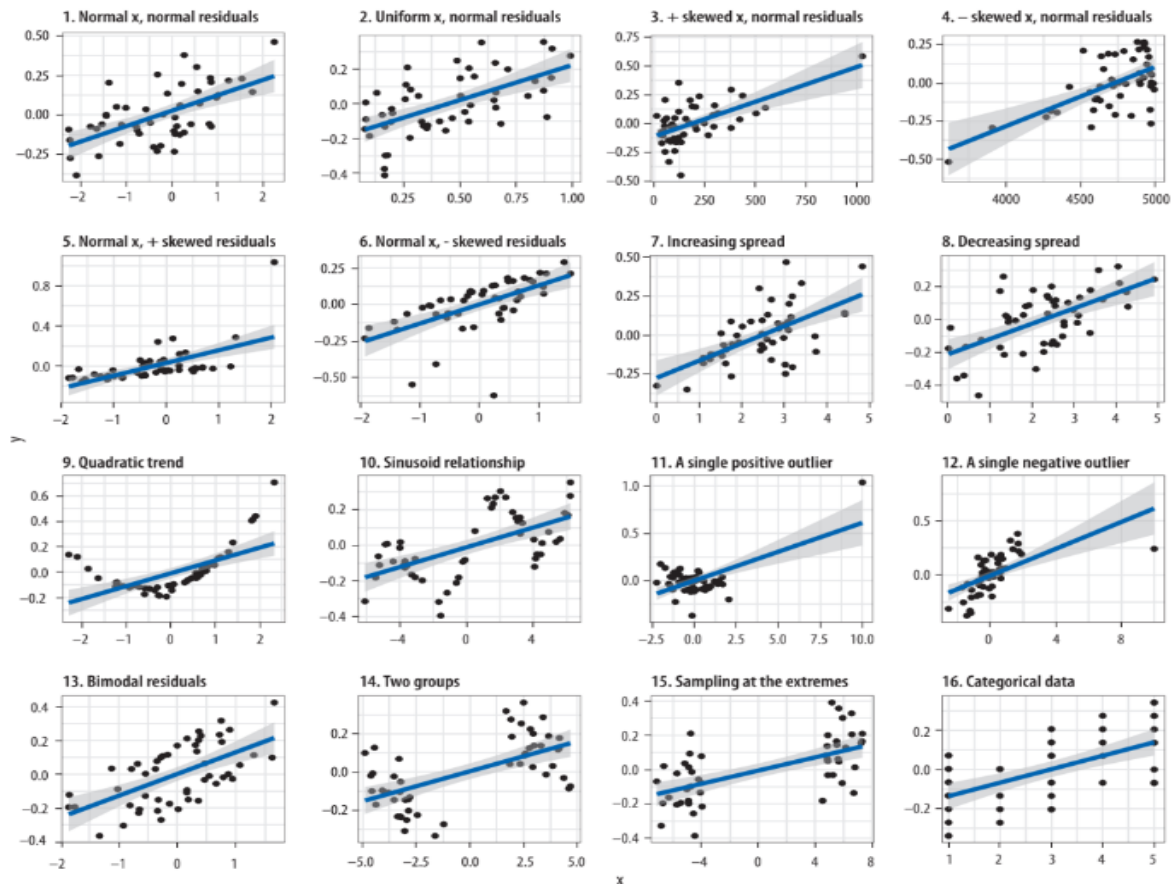 1. Normal x, normal residuals
0.50
0.25
0.00
−0.25
−2 −1 0 1 2
2. Uniform x, normal residuals
0.4
0.2
0.0
−0.2
−0.4
0.25 0.50 0.75 1.00
3. + skewed x, normal residuals
0.75
0.50
0.25
0.00
−0.25
0.50
0 250 500 750 1000
4. − skewed x, normal residuals
0.25
0.00
−0.25
−0.50
4000 4500 5000
5. Normal x, + skewed residuals
0.8
0.4
0.0
−2 −1 0 1 2
6. Normal x, - skewed residuals
0.25
0.00
−0.25
−0.50
−2 −1 0 1
7. Increasing spread
0.50
0.25
0.00
−0.25
0 1 2 3 4 5
8. Decreasing spread
0.4
0.2
0.0
−0.2
−0.4
0 1 2 3 4 5
y
9. Quadratic trend
0.6
0.4
0.2
0.0
−0.2
−2 −1 0 1 2
10. Sinusoid relationship
0.4
0.2
0.0
−0.2
−0.4
−4 0 4
11. A single positive outlier
1.0
0.5
0.0
−2.5 0.0 2.5 5.0 7.5 10.0
12. A single negative outlier
0.5
0.0
0 4 8
13. Bimodal residuals
0.4
0.2
0.0
−0.2
−0.4
−2 −1 0 1
14. Two groups
0.4
0.2
0.0
−0.2
−5.0 −2.5 0.0 2.5 5.0
15. Sampling at the extremes
0.4
0.2
0.0
−0.2
−0.4
−4 0 4 8
16. Categorical data
0.2
0.0
−0.2
1 2 3 4 5
x